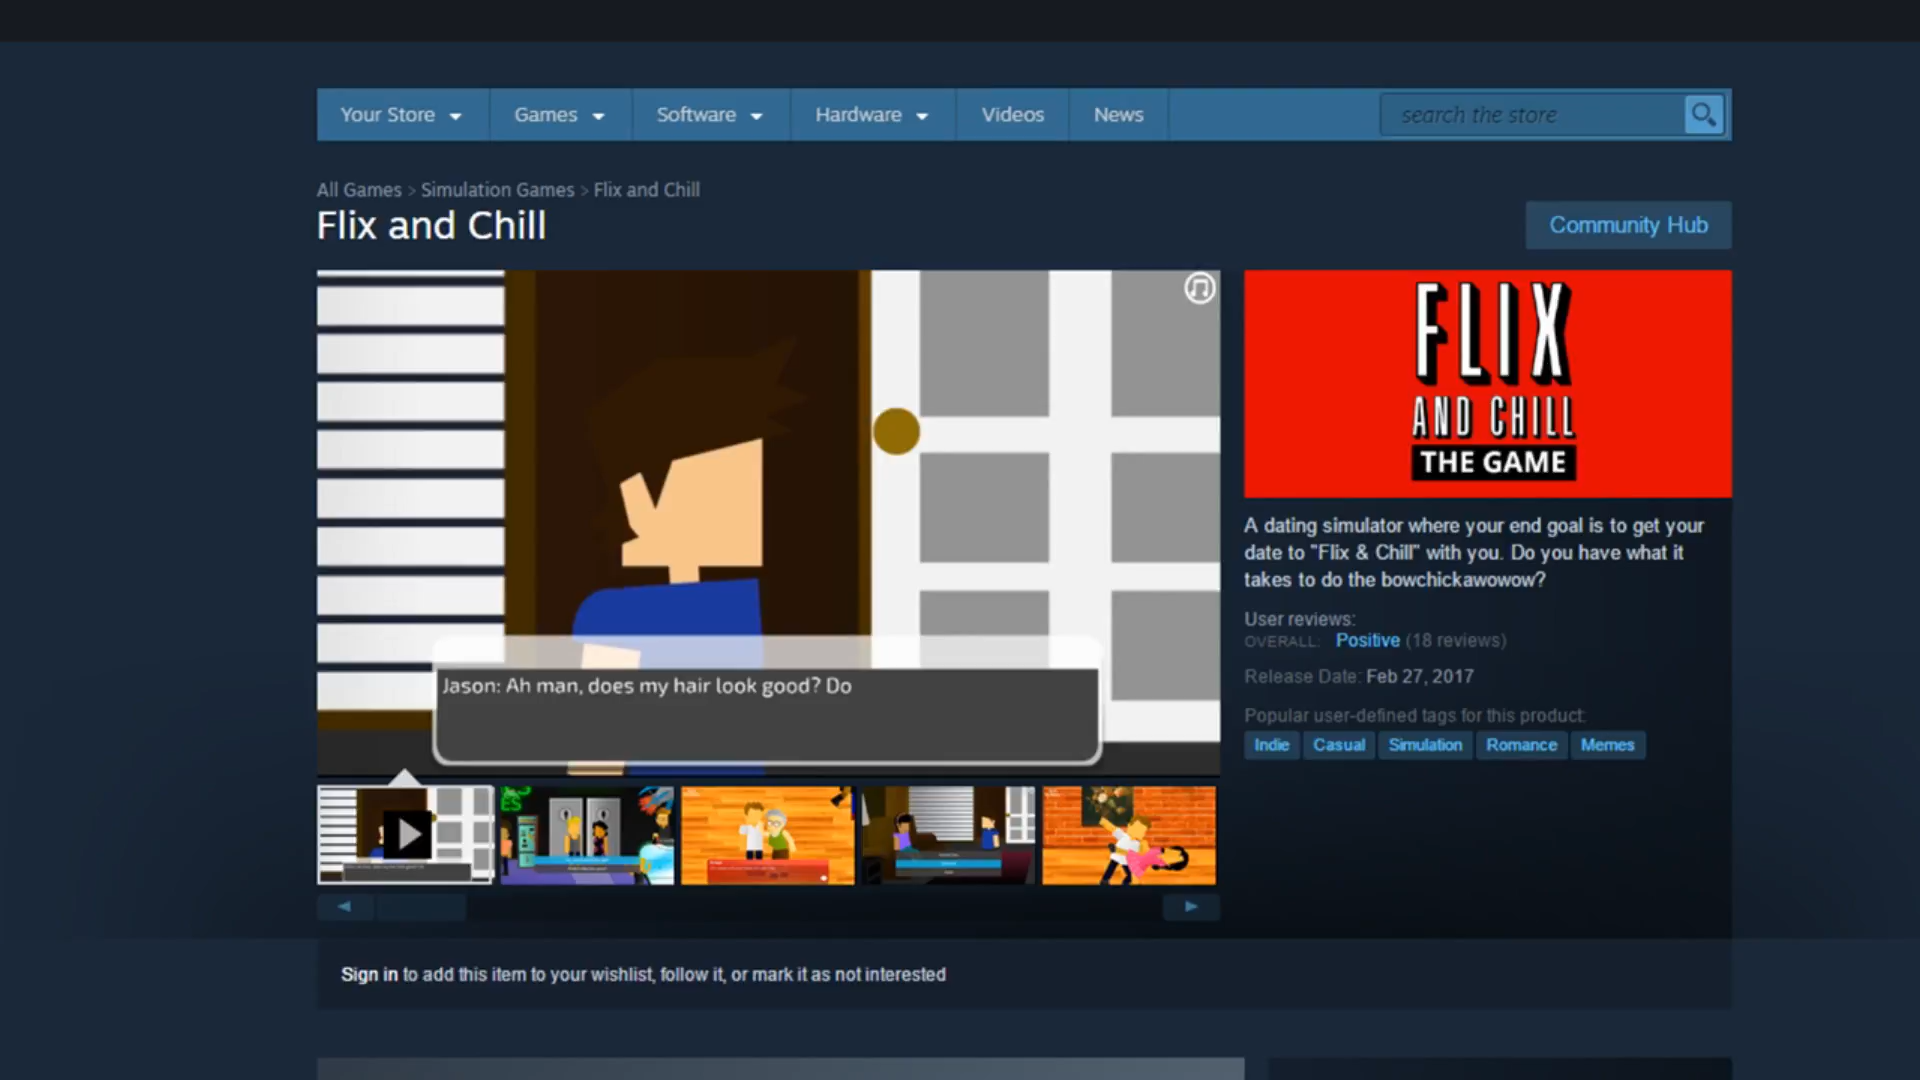 Your Store
Games
Software
Hardware
Videos
News
search the store
All Games > Simulation Games > Flix and Chill
Flix and Chill
Community Hub
FLIX
AND CHILL
THE GAME
Jason: Ah man, does my hair look good? Do
A dating simulator where your end goal is to get your
date to "Flix & Chill" with you. Do you have what it
takes to do the bowchickawowow?
User reviews:
OVERALL: Positive (18 reviews)
Release Date: Feb 27, 2017
Popular user-defined tags for this product:
Indie
Casual
Simulation
Romance
Memes
Sign in to add this item to your wishlist, follow it, or mark it as not interested